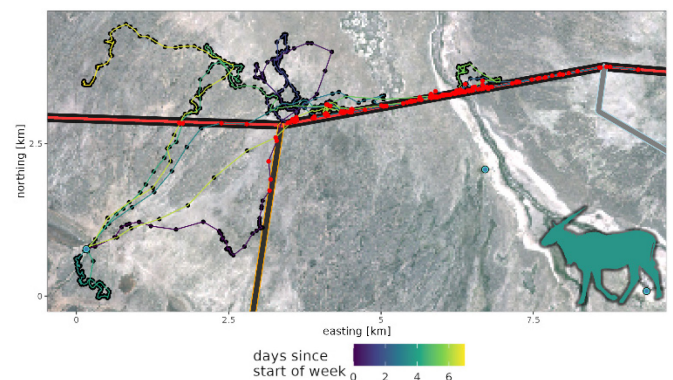 northing [km]
2.5
0
0 2.5 5 7.5
easting [km]
days since
start of week
0 2 4 6